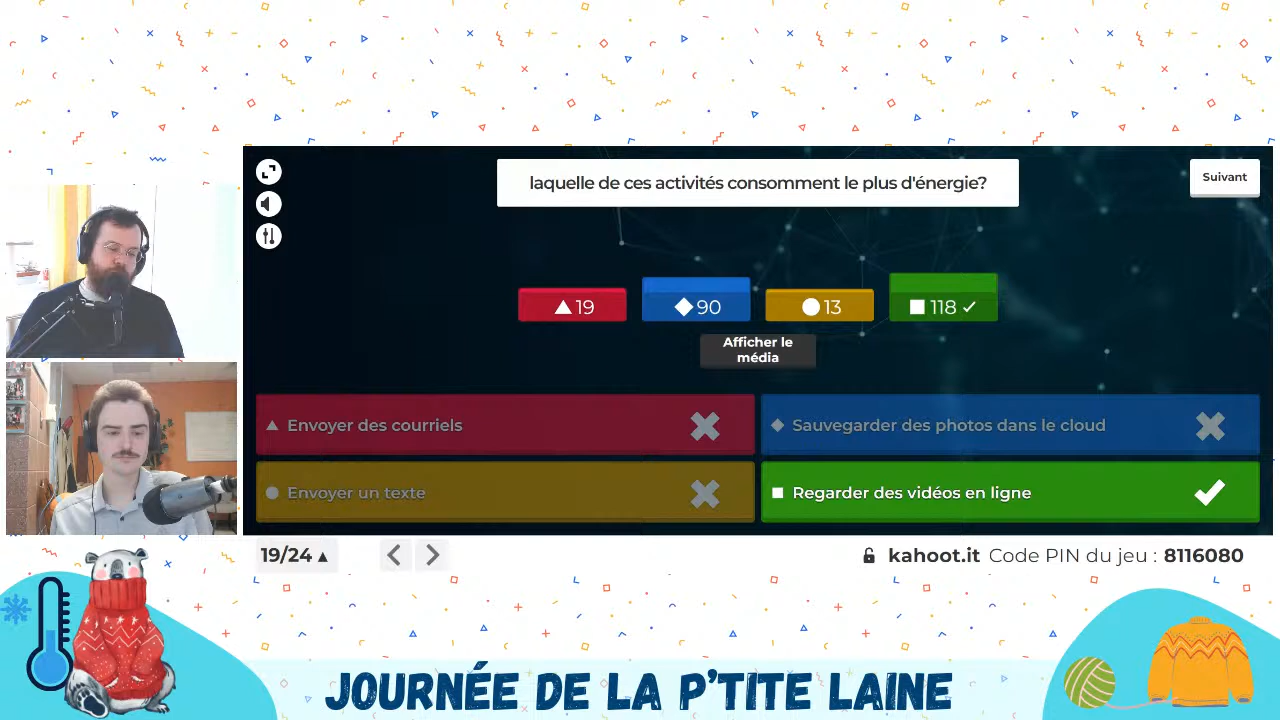 laquelle de ces activités consomment le plus d'énergie?
Suivant
19
90
13
118
Afficher le
média
Envoyer des courriels
Sauvegarder des photos dans le cloud
Envoyer un texte
Regarder des vidéos en ligne
19/24
kahoot.it Code PIN du jeu : 8116080
JOURNÉE DE LA P'TITE LAINE